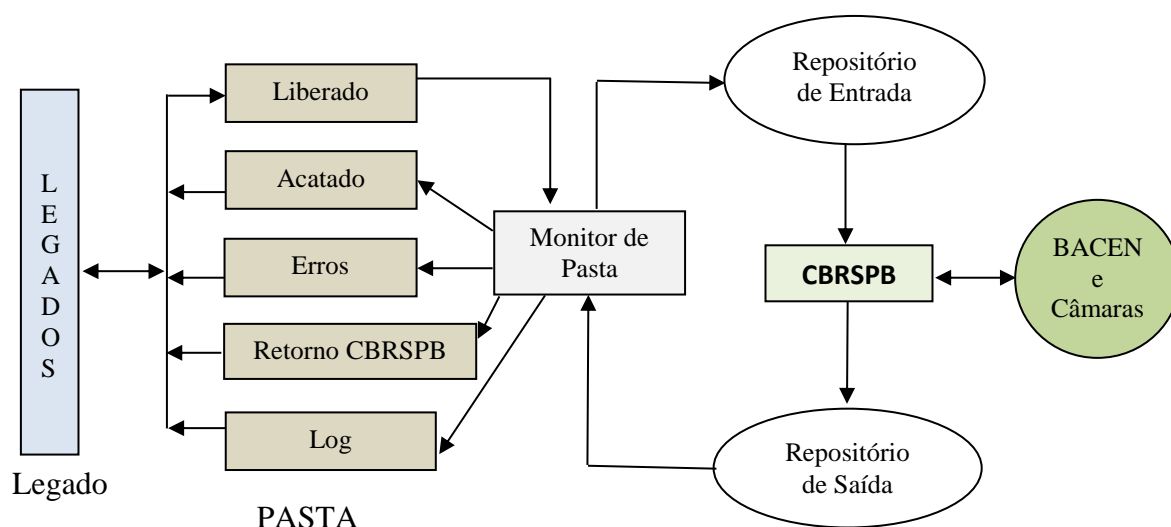 LEGADOS
Legado
Liberado
Acatado
Erros
Retorno CBRSPB
Log
PASTA
Monitor de
Pasta
Repositório
de Entrada
CBRSPB
BACEN
e
Câmaras
Repositório
de Saída